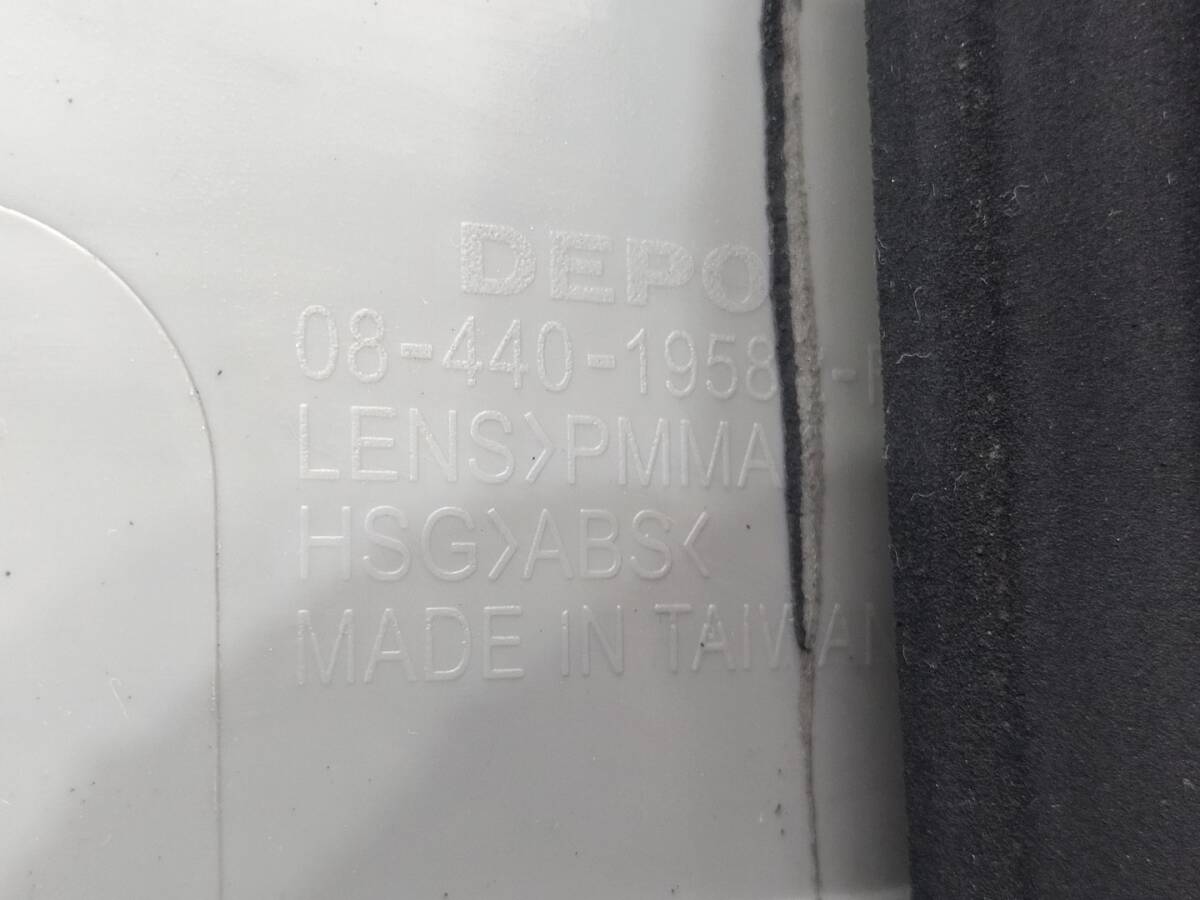 DEPO
08-440-1958
LENS>PMMA
HSG>ABS<
MADE IN TAIWAN